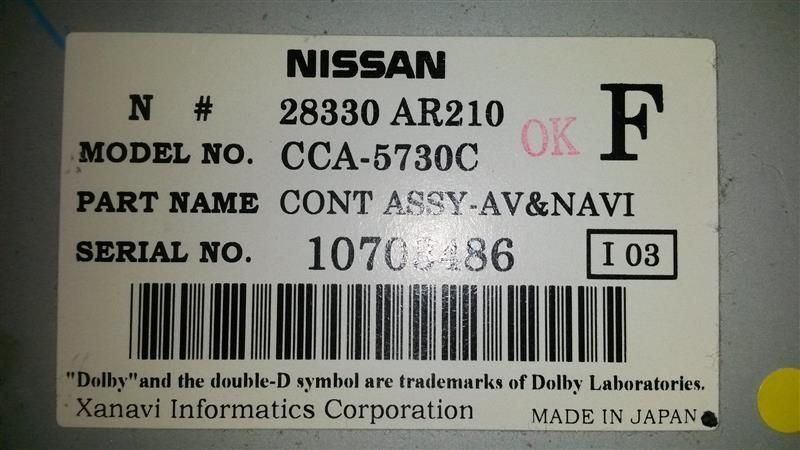 NISSAN
N # 28330 AR210
OK
F
MODEL NO. CCA-5730C
PART NAME CONT ASSY-AV&NAVI
SERIAL NO. 10703486
I 03
"Dolby"and the double-D symbol are trademarks of Dolby Laboratories.
Xanavi Informatics Corporation
MADE IN JAPAN